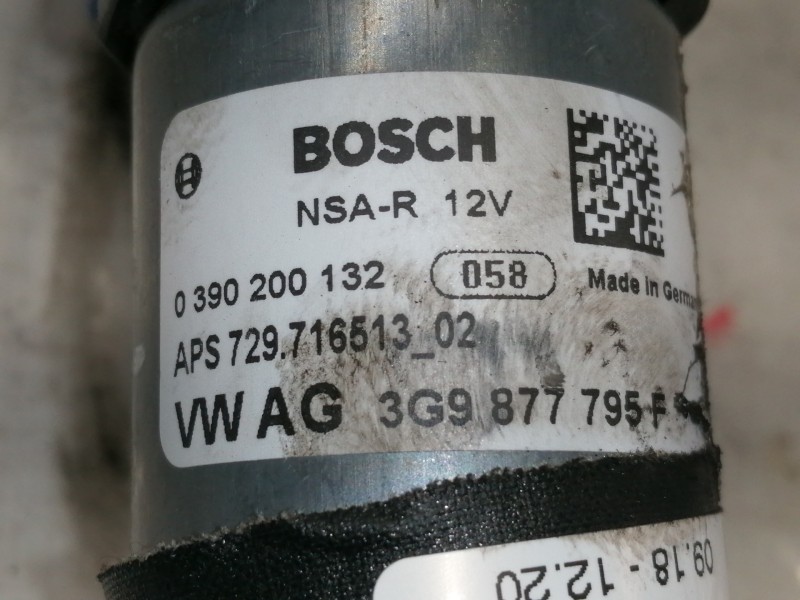 BOSCH
NSA-R 12V
0 390 200 132 058
Made in German
APS 729.716513_02
VW AG 3G9 877 795 F
09.18 - 12.20